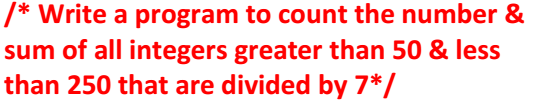 /* Write a program to count the number &
sum of all integers greater than 50 & less
than 250 that are divided by 7*/